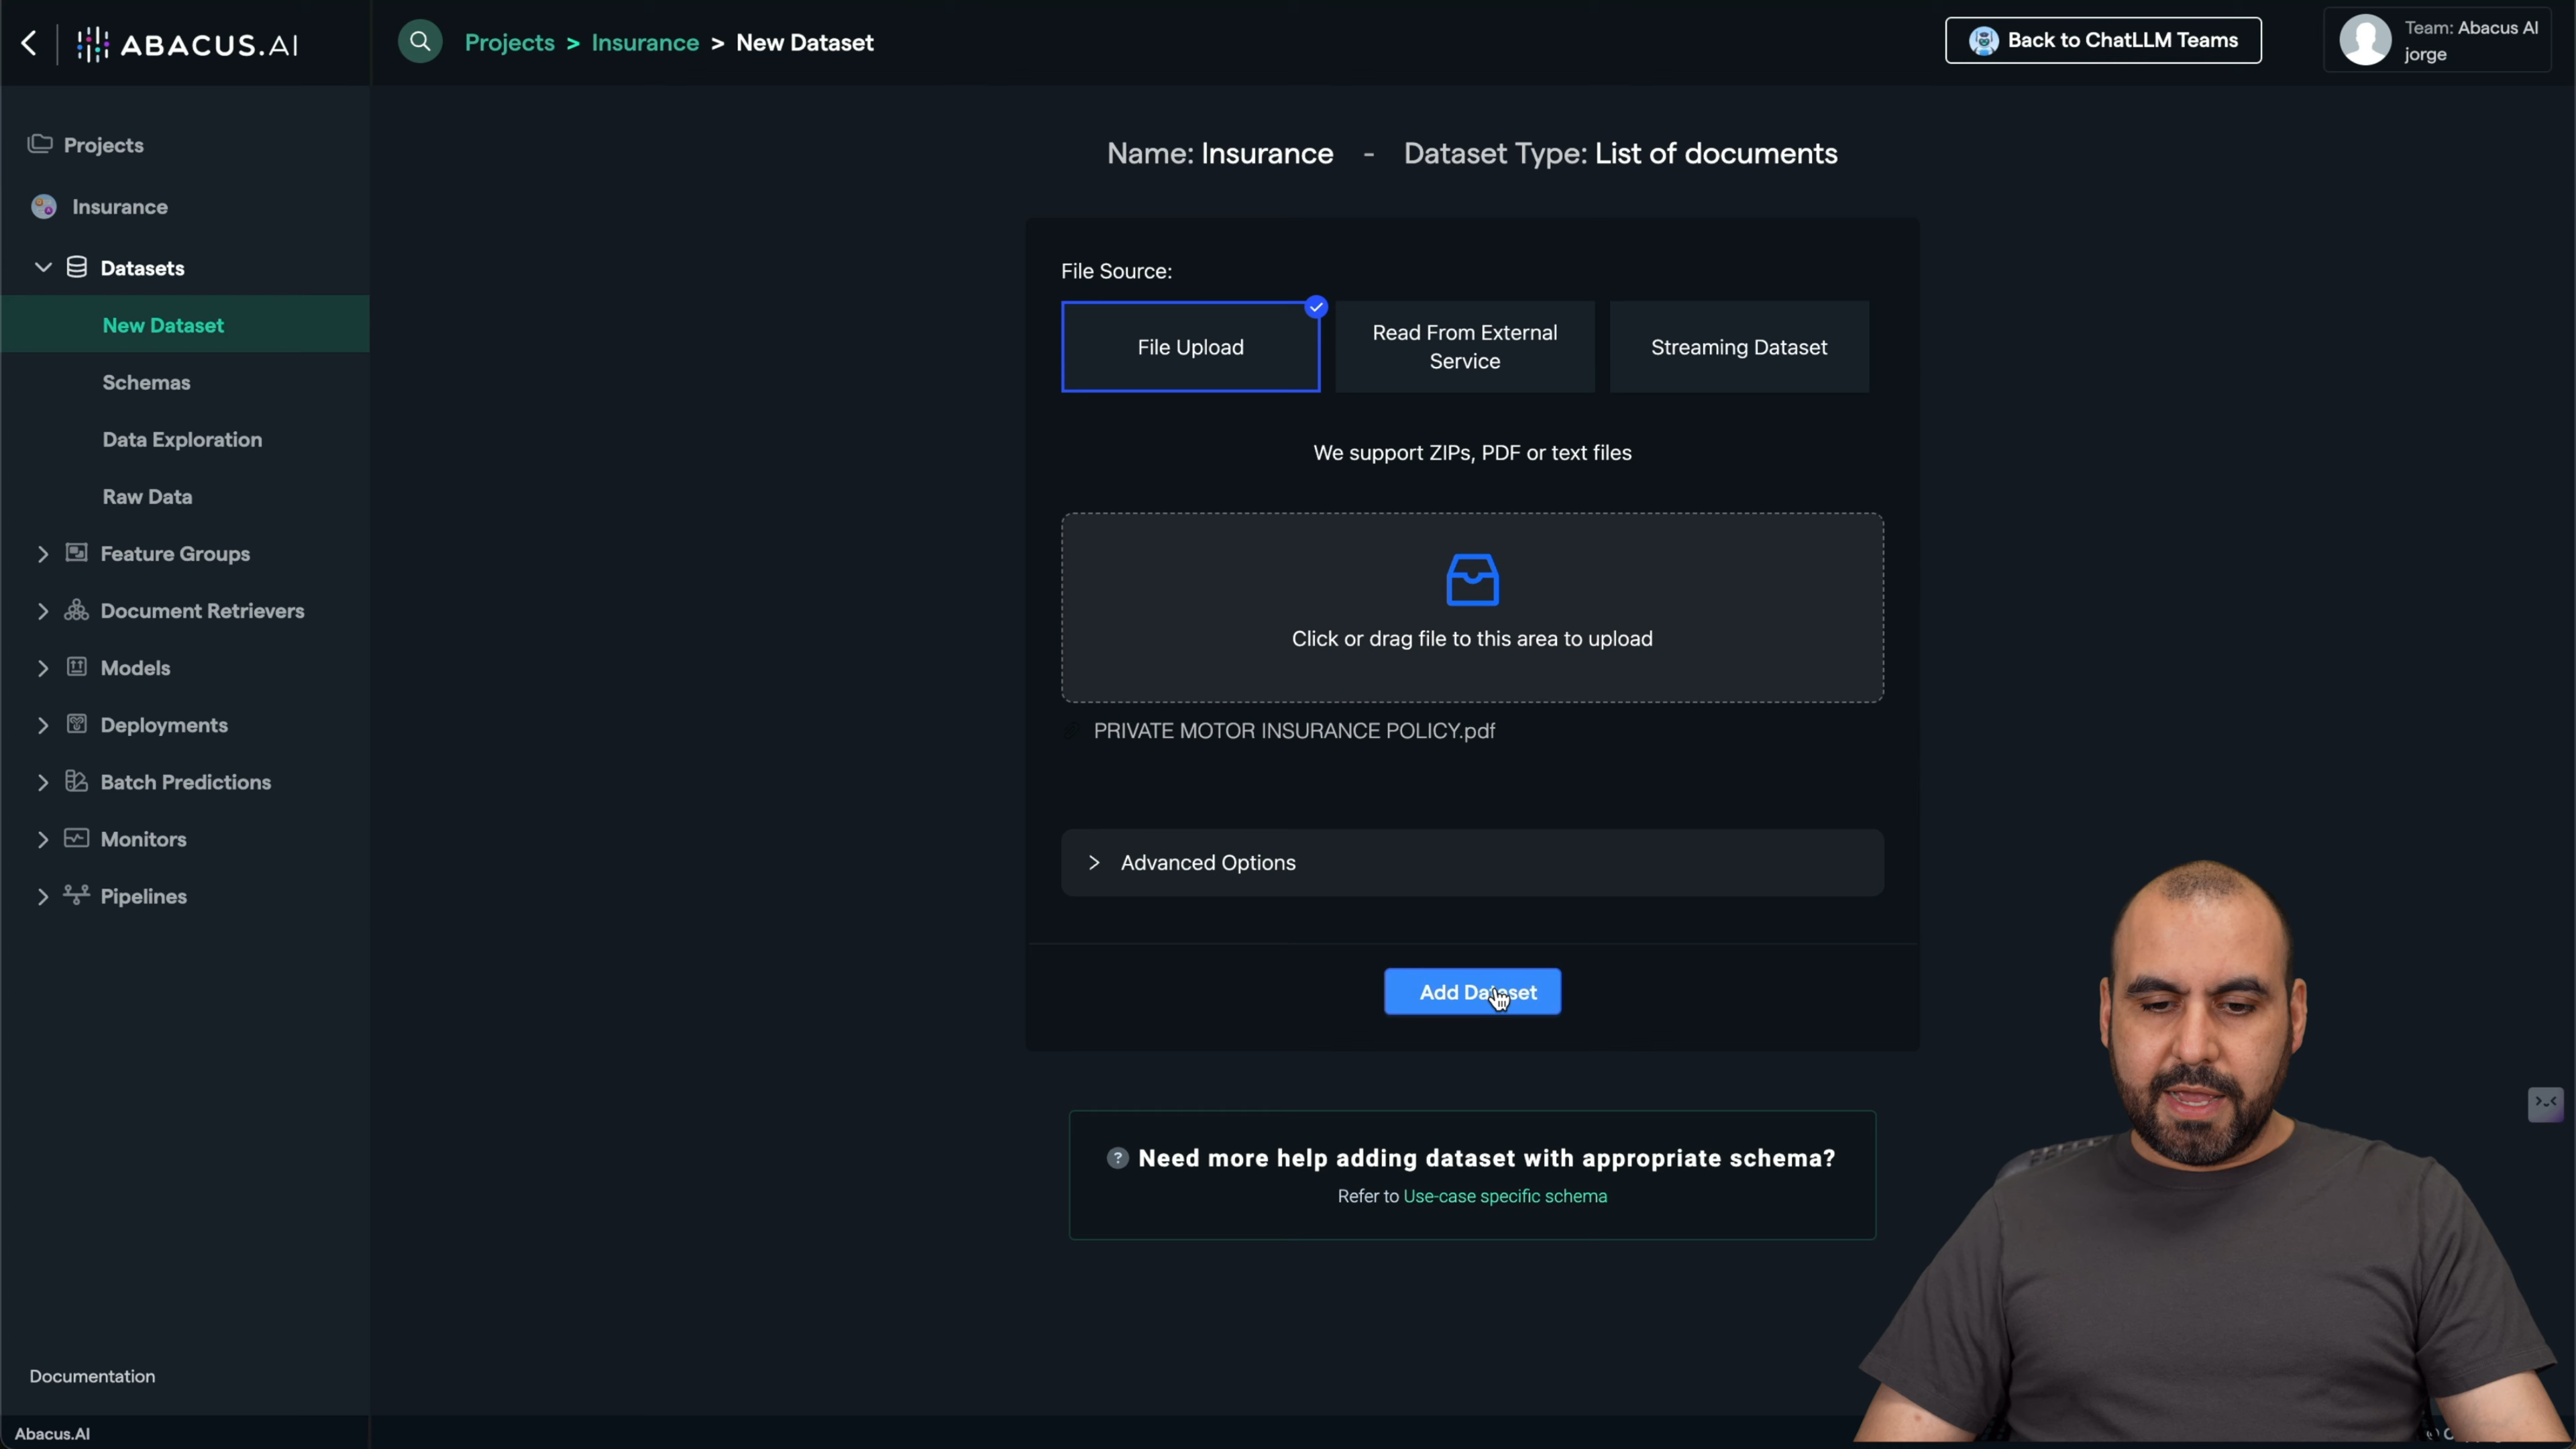 ABACUS.AI
Projects > Insurance > New Dataset
Back to ChatLLM Teams
Team: Abacus AI
jorge
Projects
Insurance
Datasets
New Dataset
Schemas
Data Exploration
Raw Data
Feature Groups
Document Retrievers
Models
Deployments
Batch Predictions
Monitors
Pipelines
Documentation
Abacus.AI
Name: Insurance - Dataset Type: List of documents
File Source:
File Upload
Read From External
Service
Streaming Dataset
We support ZIPs, PDF or text files
Click or drag file to this area to upload
PRIVATE MOTOR INSURANCE POLICY.pdf
> Advanced Options
Add Dataset
? Need more help adding dataset with appropriate schema?
Refer to Use-case specific schema